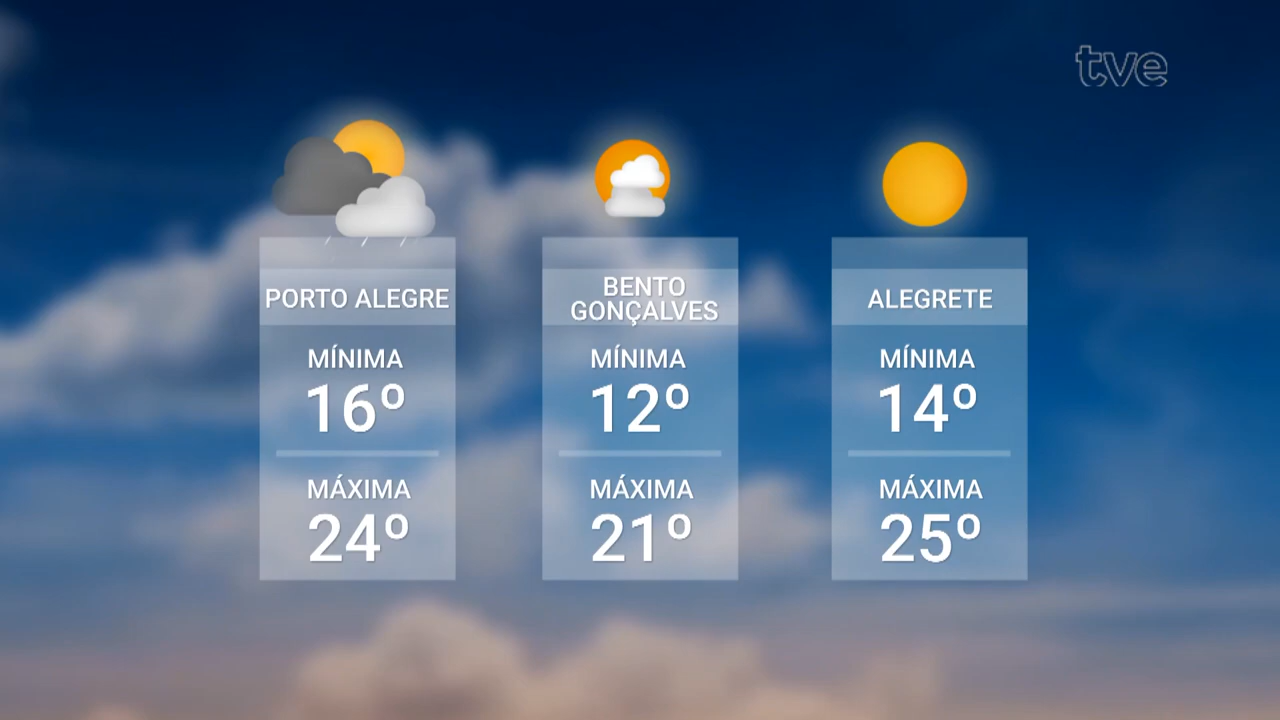 tve
PORTO ALEGRE
MÍNIMA
16º
MÁXIMA
24º
BENTO
GONÇALVES
MÍNIMA
12º
MÁXIMA
21º
ALEGRETE
MÍNIMA
14º
MÁXIMA
25º